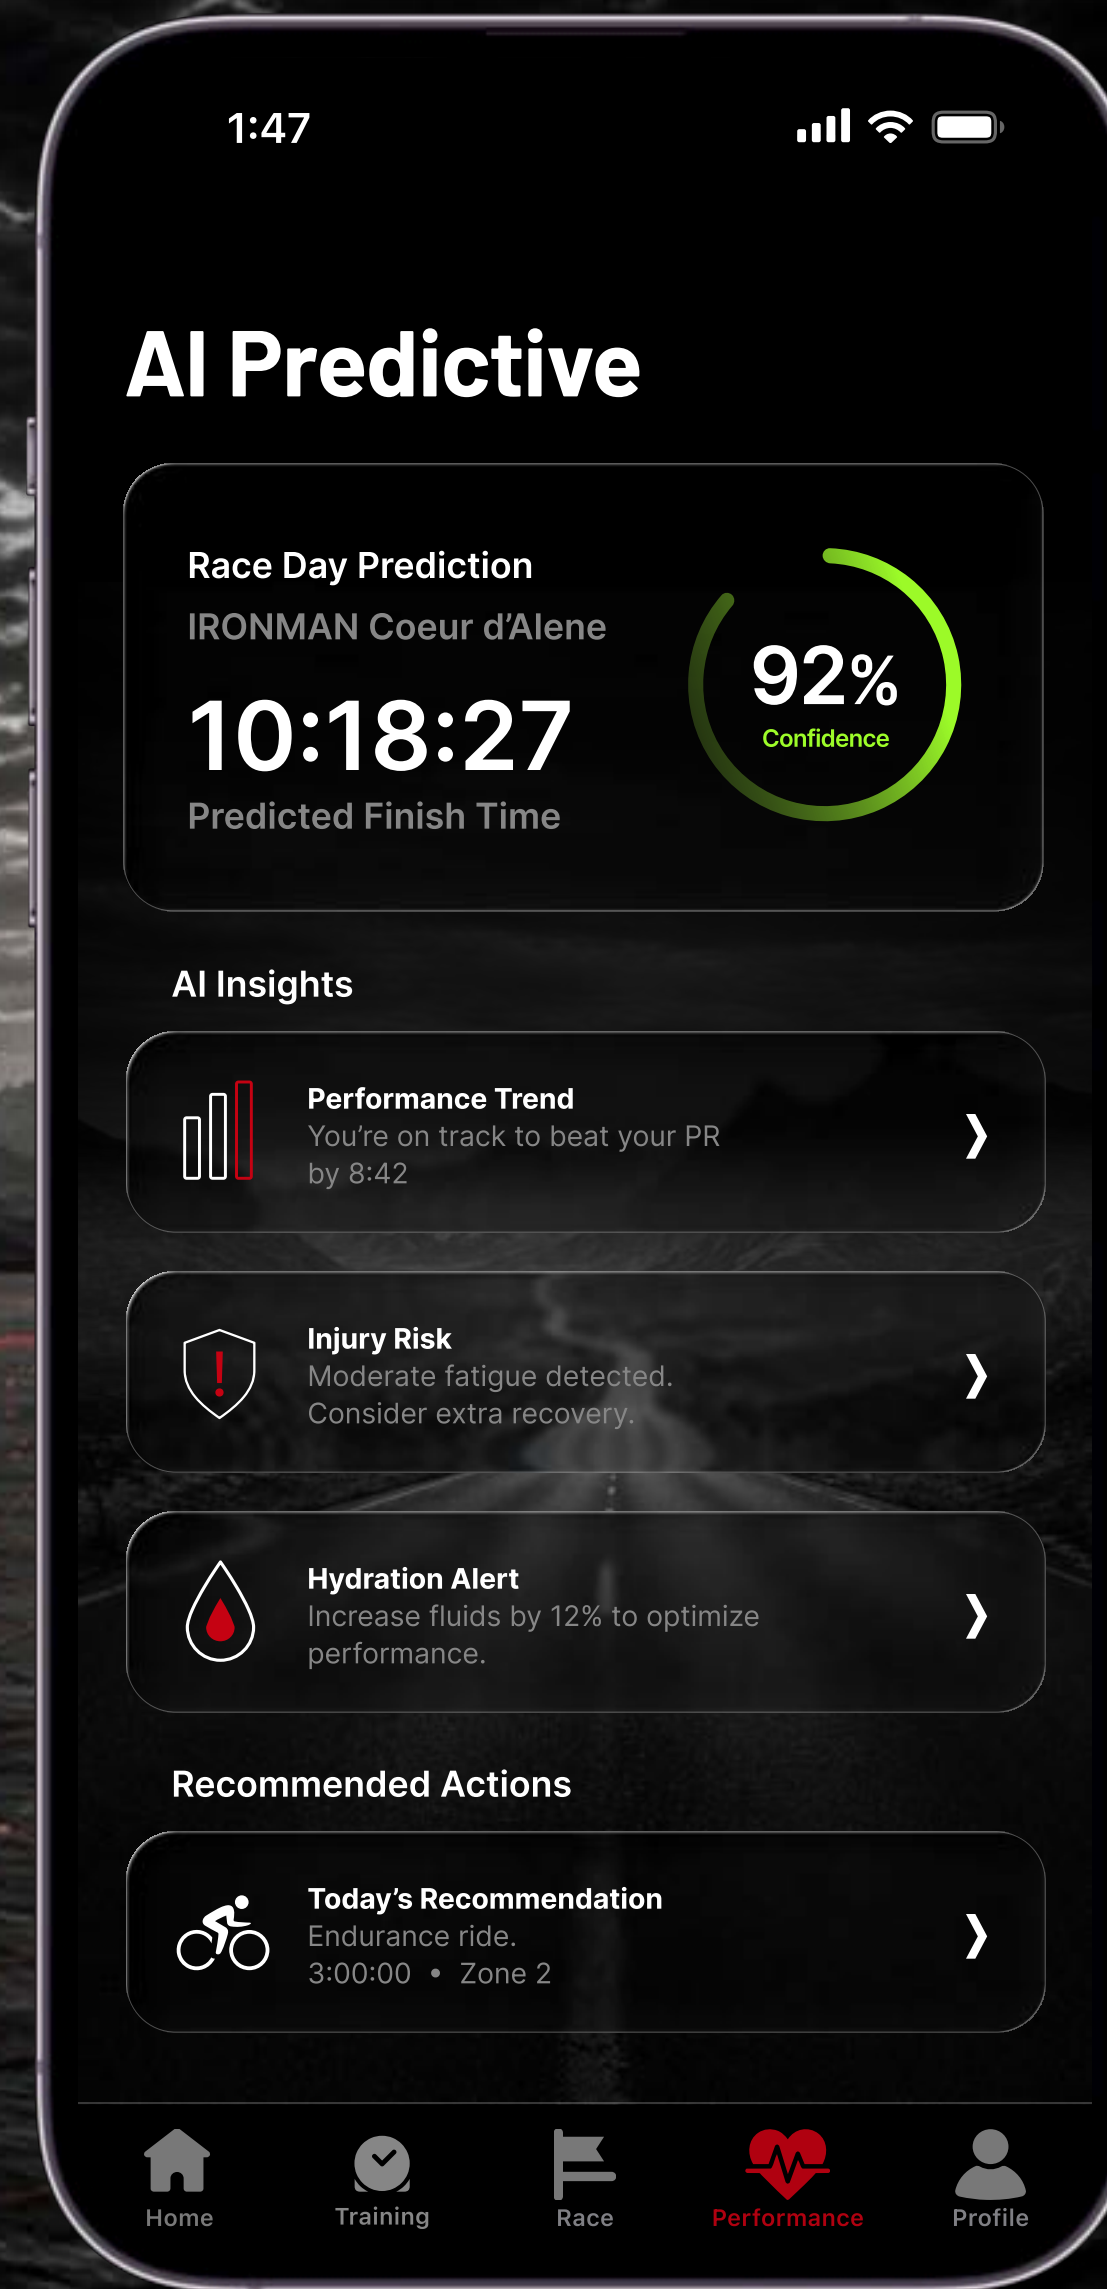 1:47
AI Predictive
Race Day Prediction
IRONMAN Coeur d’Alene
10:18:27
Predicted Finish Time
92%
Confidence
AI Insights
Performance Trend
You’re on track to beat your PR
by 8:42
Injury Risk
Moderate fatigue detected.
Consider extra recovery.
Hydration Alert
Increase fluids by 12% to optimize
performance.
Recommended Actions
Today’s Recommendation
Endurance ride.
3:00:00 • Zone 2
Home
Training
Race
Performance
Profile